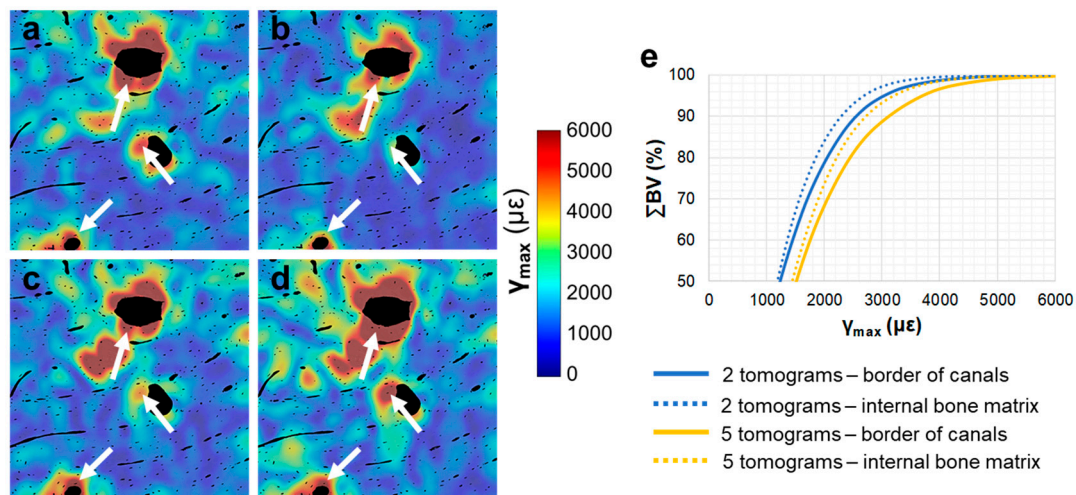 a
b
c
d
6000
5000
4000
3000
2000
1000
0
γmax (με)
e
100
90
80
70
60
50
∑BV (%)
0 1000 2000 3000 4000 5000 6000
γmax (με)
2 tomograms – border of canals
2 tomograms – internal bone matrix
5 tomograms – border of canals
5 tomograms – internal bone matrix